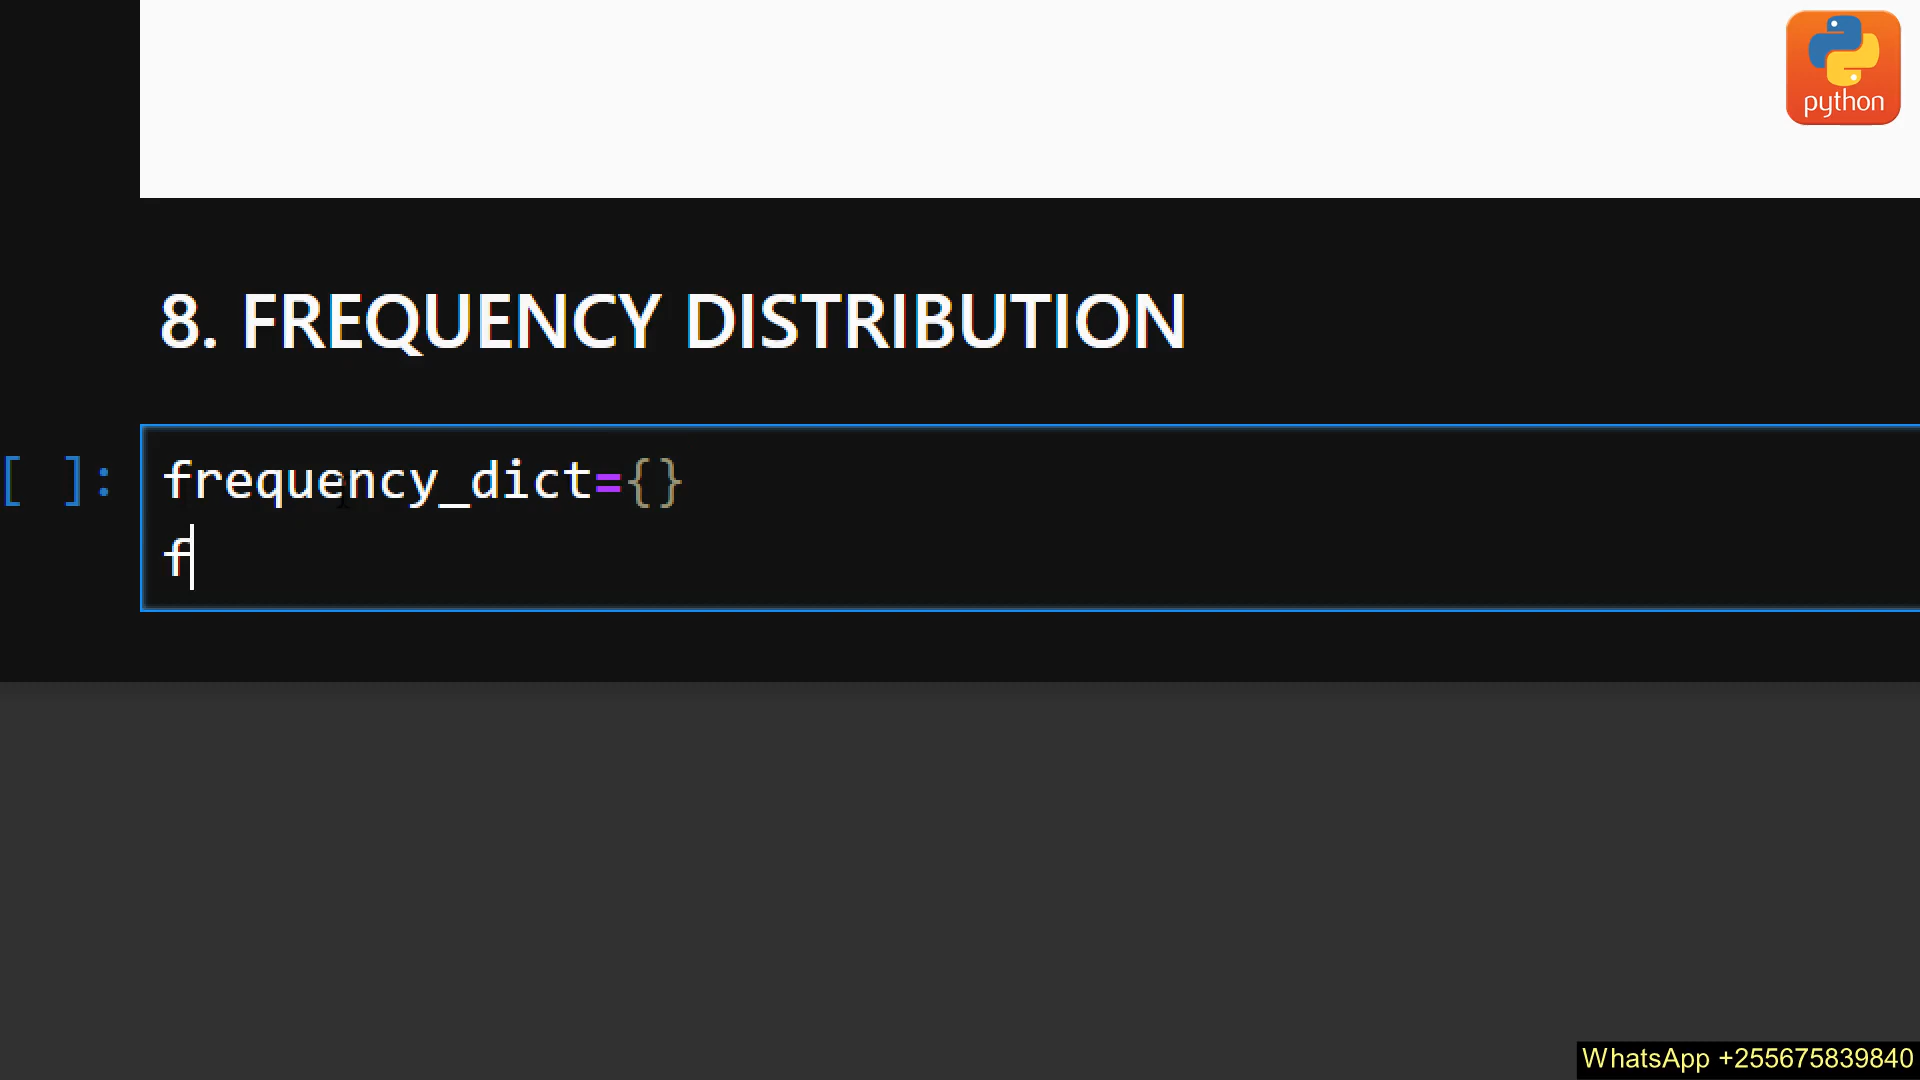 python
8. FREQUENCY DISTRIBUTION
[ ]: frequency_dict={}
f
WhatsApp +255675839840